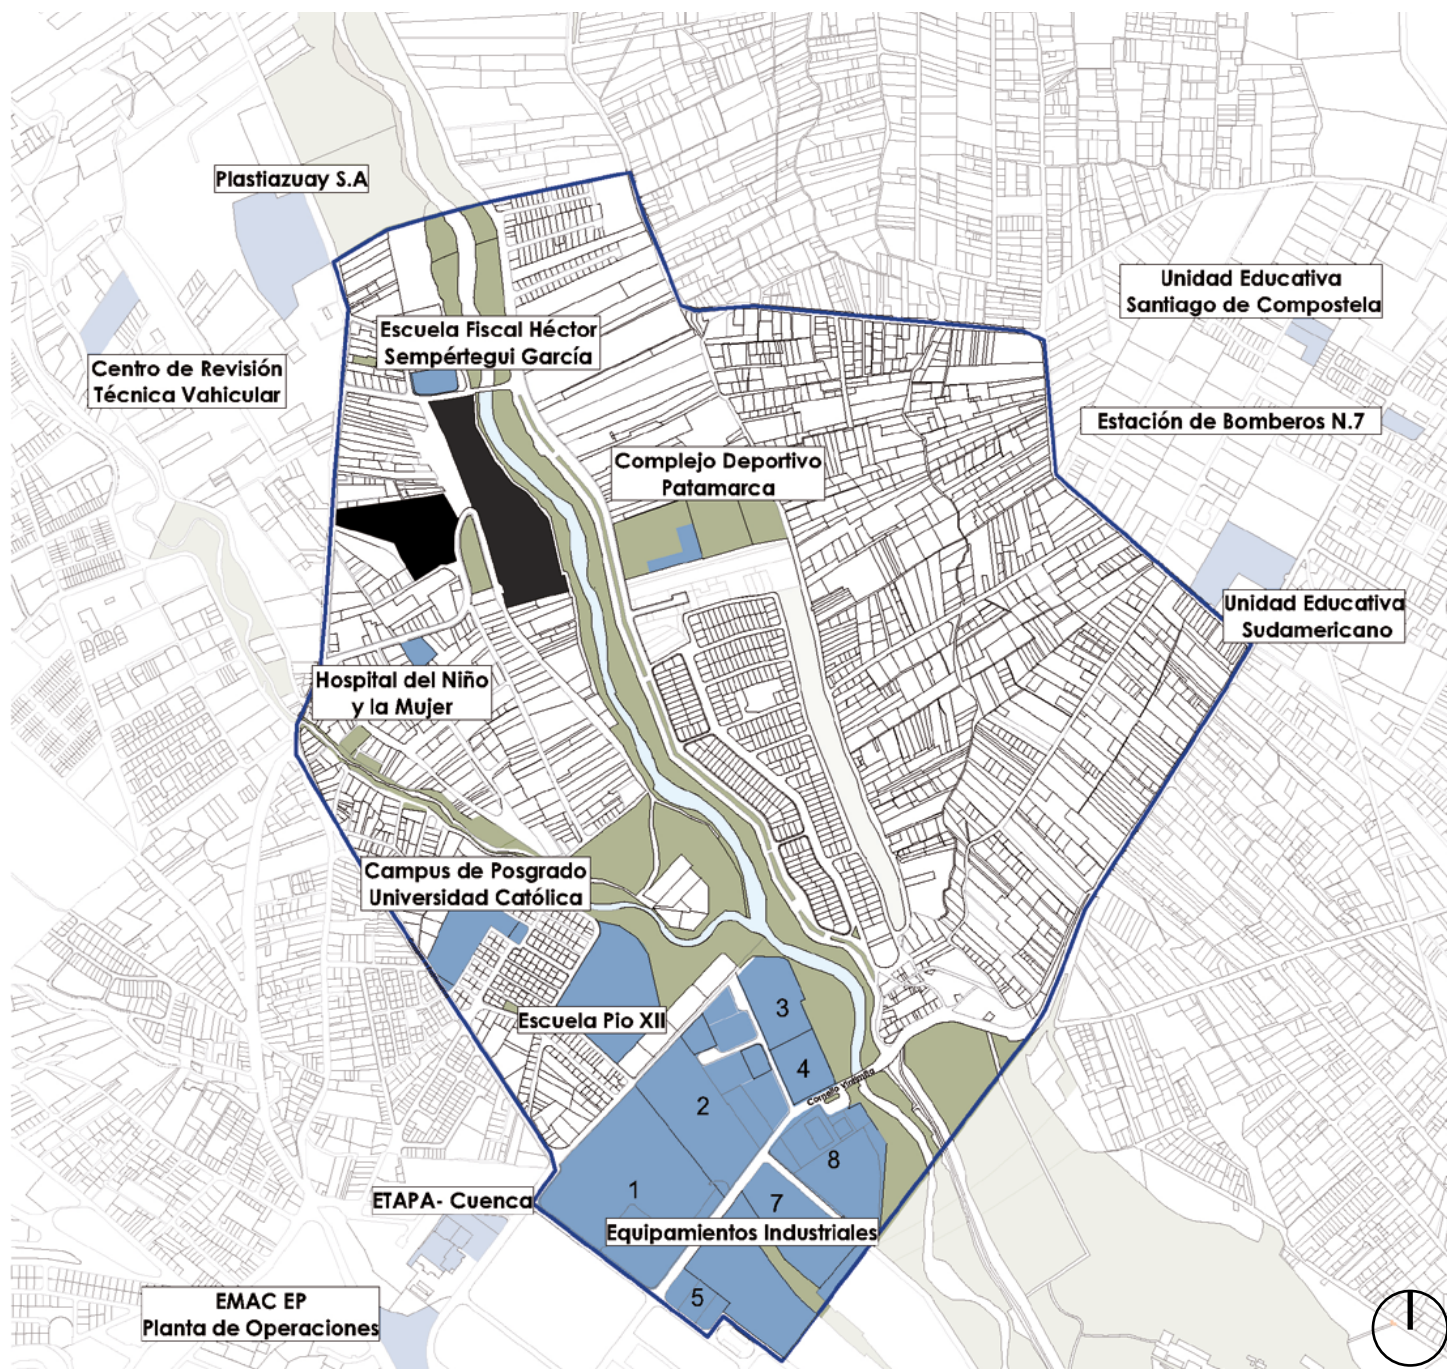 Plastiazuay S.A
Unidad Educativa
Santiago de Compostela
Escuela Fiscal Héctor
Sempértegui García
Centro de Revisión
Técnica Vahicular
Estación de Bomberos N.7
Complejo Deportivo
Patamarca
Unidad Educativa
Sudamericano
Hospital del Niño
y la Mujer
Campus de Posgrado
Universidad Católica
Escuela Pio XII
3
4
Cornelio Vintimilla
2
8
1
7
ETAPA- Cuenca
Equipamientos Industriales
5
EMAC EP
Planta de Operaciones